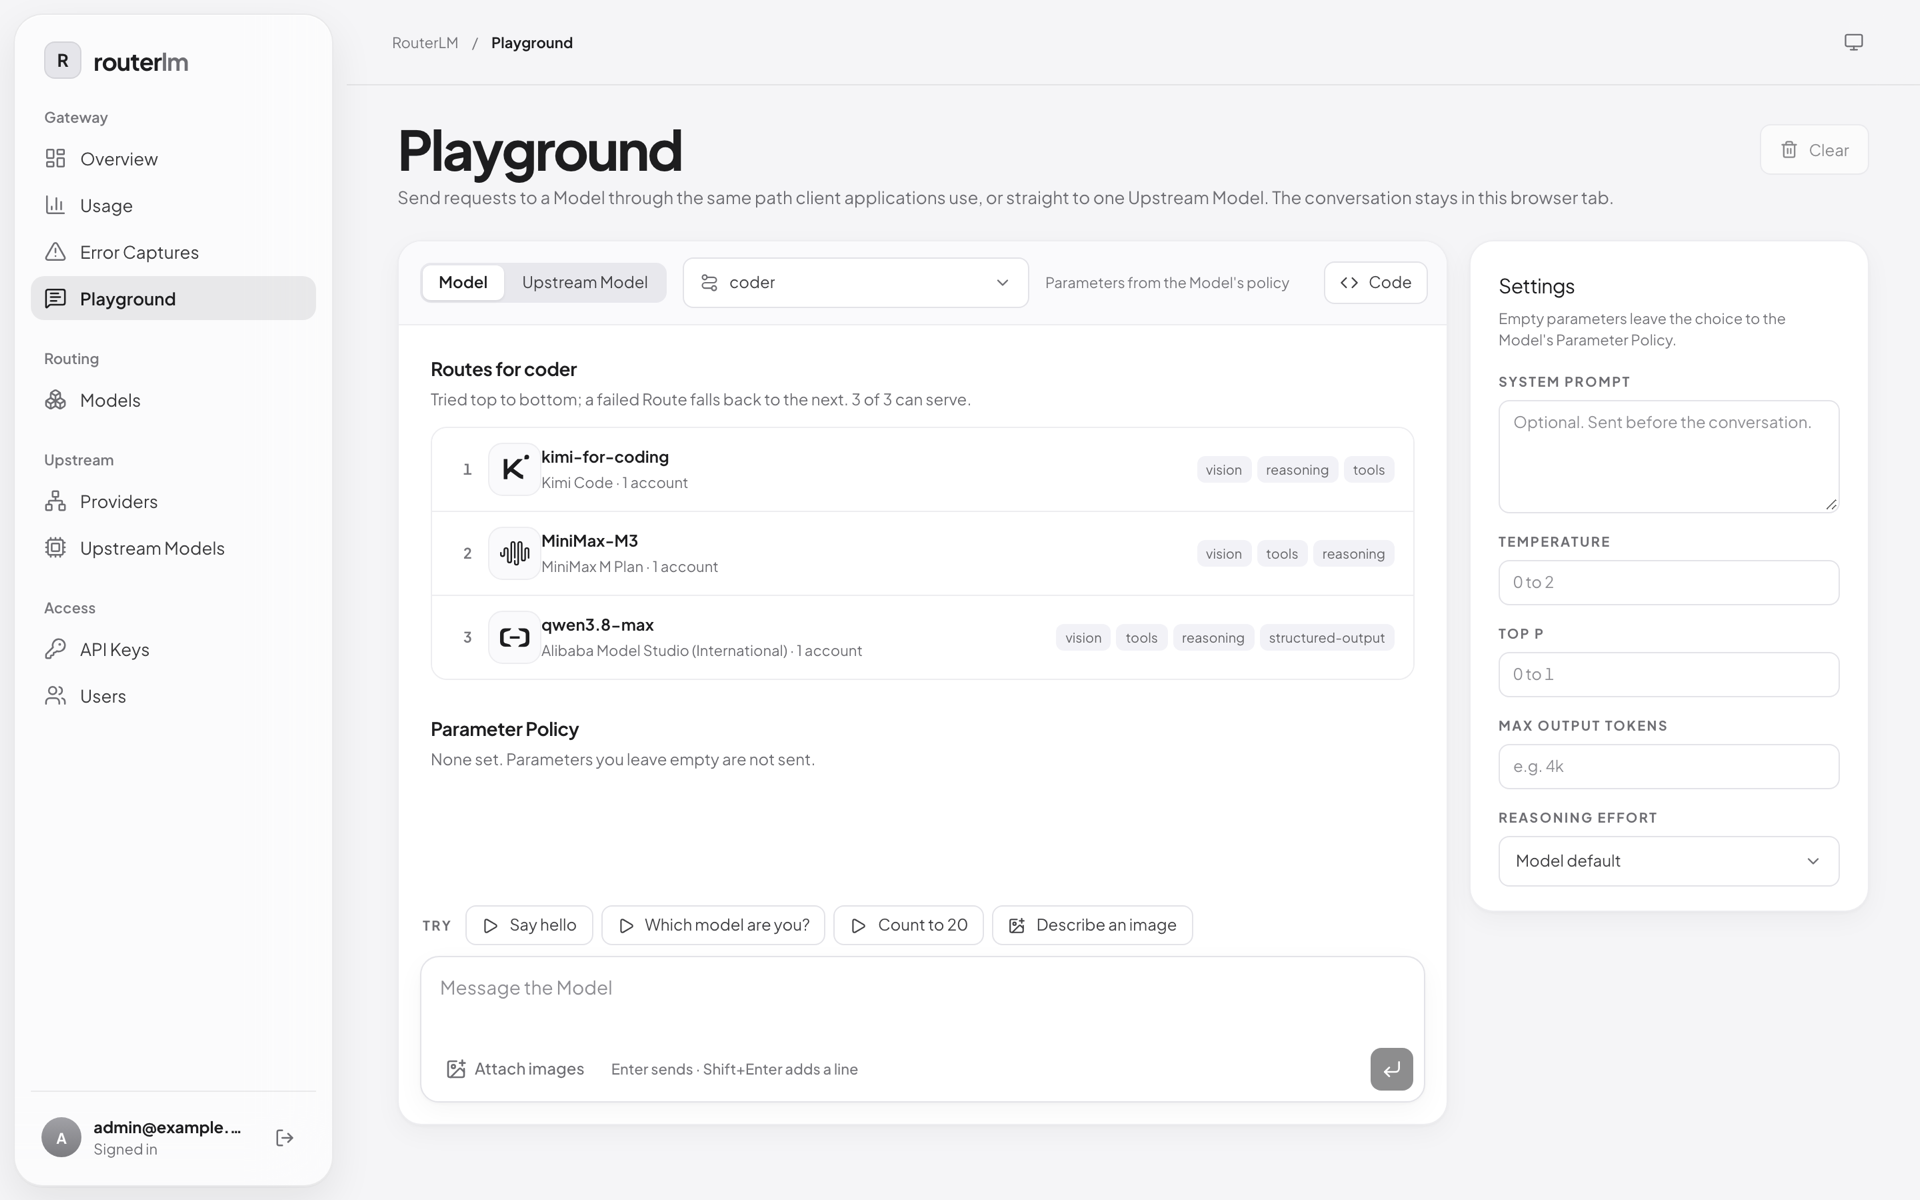 R routerlm
Gateway
Overview
Usage
Error Captures
Playground
Routing
Models
Upstream
Providers
Upstream Models
Access
API Keys
Users
A admin@example....
Signed in
RouterLM / Playground
Playground
Clear
Send requests to a Model through the same path client applications use, or straight to one Upstream Model. The conversation stays in this browser tab.
Model Upstream Model coder Parameters from the Model's policy Code
Routes for coder
Tried top to bottom; a failed Route falls back to the next. 3 of 3 can serve.
1 kimi-for-coding vision reasoning tools
Kimi Code · 1 account
2 MiniMax-M3 vision tools reasoning
MiniMax M Plan · 1 account
3 qwen3.8-max vision tools reasoning structured-output
Alibaba Model Studio (International) · 1 account
Parameter Policy
None set. Parameters you leave empty are not sent.
TRY Say hello Which model are you? Count to 20 Describe an image
Message the Model
Attach images Enter sends · Shift+Enter adds a line
Settings
Empty parameters leave the choice to the
Model's Parameter Policy.
SYSTEM PROMPT
Optional. Sent before the conversation.
TEMPERATURE
0 to 2
TOP P
0 to 1
MAX OUTPUT TOKENS
e.g. 4k
REASONING EFFORT
Model default